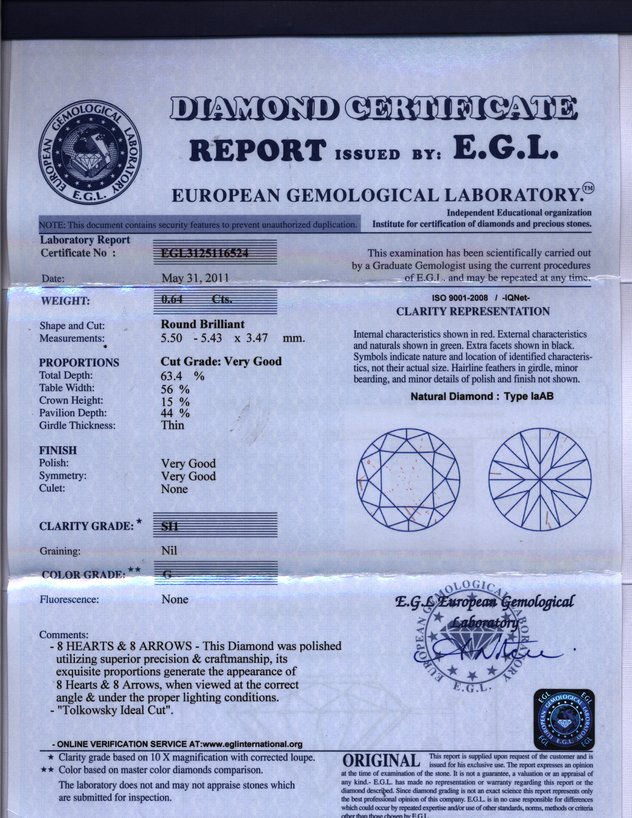 EUROPEAN GEMOLOGICAL LABORATORY
E.G.L.
DIAMOND CERTIFICATE
REPORT ISSUED BY: E.G.L.
EUROPEAN GEMOLOGICAL LABORATORY.™
Independent Educational organization
Institute for certification of diamonds and precious stones.
NOTE: This document contains security features to prevent unauthorized duplication.
Laboratory Report
Certificate No : EGL3125116524
Date: May 31, 2011
WEIGHT: 0.64 Cts.
Shape and Cut: Round Brilliant
Measurements: 5.50 - 5.43 x 3.47 mm.
*
PROPORTIONS Cut Grade: Very Good
Total Depth: 63.4 %
Table Width: 56 %
Crown Height: 15 %
Pavilion Depth: 44 %
Girdle Thickness: Thin
FINISH
Polish: Very Good
Symmetry: Very Good
Culet: None
CLARITY GRADE: * SI1
Graining: Nil
COLOR GRADE: ** G
Fluorescence: None
Comments:
- 8 HEARTS & 8 ARROWS - This Diamond was polished
utilizing superior precision & craftmanship, its
exquisite proportions generate the appearance of
8 Hearts & 8 Arrows, when viewed at the correct
angle & under the proper lighting conditions.
- "Tolkowsky Ideal Cut".
- ONLINE VERIFICATION SERVICE AT:www.eglinternational.org
★ Clarity grade based on 10 X magnification with corrected loupe.
★★ Color based on master color diamonds comparison.
The laboratory does not and may not appraise stones which
are submitted for inspection.
This examination has been scientifically carried out
by a Graduate Gemologist using the current procedures
of E.G.L. and may be repeated at any time.
ISO 9001-2008 / -IQNet-
CLARITY REPRESENTATION
Internal characteristics shown in red. External characteristics
and naturals shown in green. Extra facets shown in black.
Symbols indicate nature and location of identified characteris-
tics, not their actual size. Hairline feathers in girdle, minor
bearding, and minor details of polish and finish not shown.
Natural Diamond : Type IaAB
E.G.L European Gemological
Laboratory
EUROPEAN GEMOLOGICAL LABORATORY
E.G.L.
EGL
ORIGINAL This report is supplied upon request of the customer and is
issued for his exclusive use. The report expresses an opinion
at the time of examination of the stone. It is not a guarantee, a valuation or an appraisal of
any kind.- E.G.L. has made no representation or warranty regarding this report or the
diamond described. Since diamond grading is not an exact science this report represents only
the best professional opinion of this company. E.G.L. is in no case responsible for differences
which could occur by repeated expertise and/or use of other standards, norms, methods or criteria
other than those chosen by E.G.L.